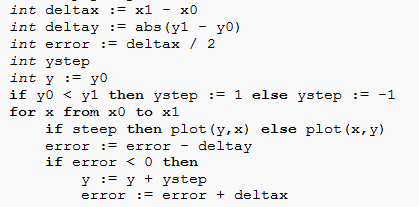 int deltax := x1 - x0
int deltay := abs(y1 - y0)
int error := deltax / 2
int ystep
int y := y0
if y0 < y1 then ystep := 1 else ystep := -1
for x from x0 to x1
    if steep then plot(y,x) else plot(x,y)
    error := error - deltay
    if error < 0 then
        y := y + ystep
        error := error + deltax